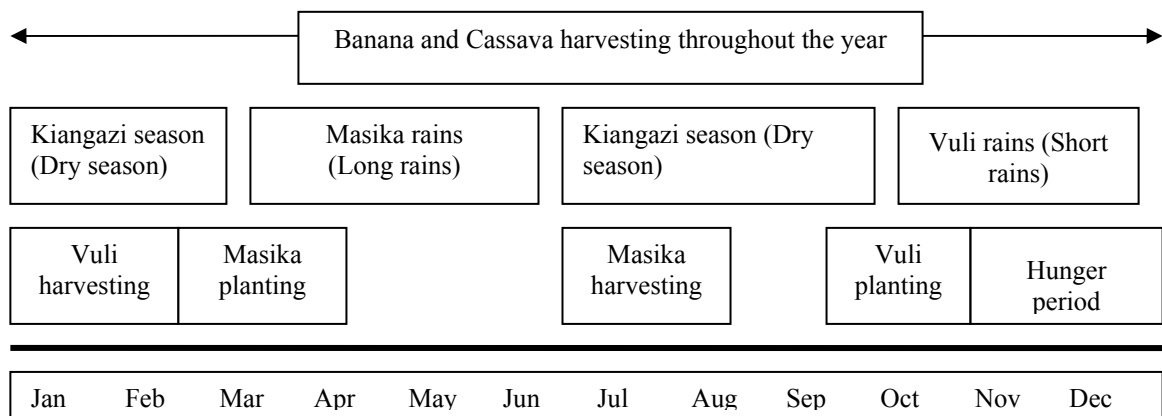 Banana and Cassava harvesting throughout the year
Kiangazi season
(Dry season)
Masika rains
(Long rains)
Kiangazi season (Dry
season)
Vuli rains (Short
rains)
Vuli
harvesting
Masika
planting
Masika
harvesting
Vuli
planting
Hunger
period
Jan Feb Mar Apr May Jun Jul Aug Sep Oct Nov Dec